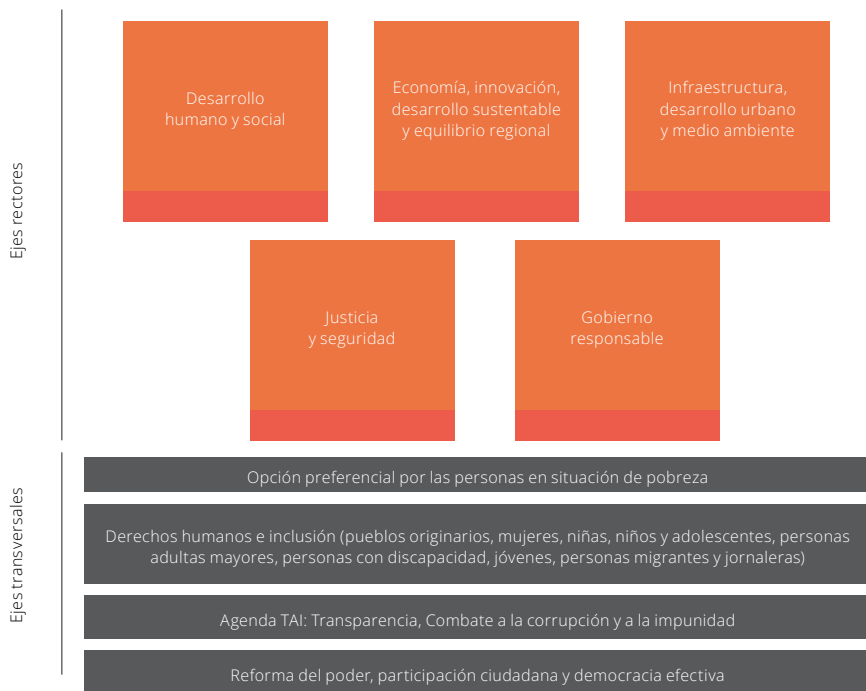 Ejes rectores
Desarrollo
humano y social
Economía, innovación,
desarrollo sustentable
y equilibrio regional
Infraestructura,
desarrollo urbano
y medio ambiente
Justicia
y seguridad
Gobierno
responsable
Ejes transversales
Opción preferencial por las personas en situación de pobreza
Derechos humanos e inclusión (pueblos originarios, mujeres, niñas, niños y adolescentes, personas
adultas mayores, personas con discapacidad, jóvenes, personas migrantes y jornaleras)
Agenda TAI: Transparencia, Combate a la corrupción y a la impunidad
Reforma del poder, participación ciudadana y democracia efectiva